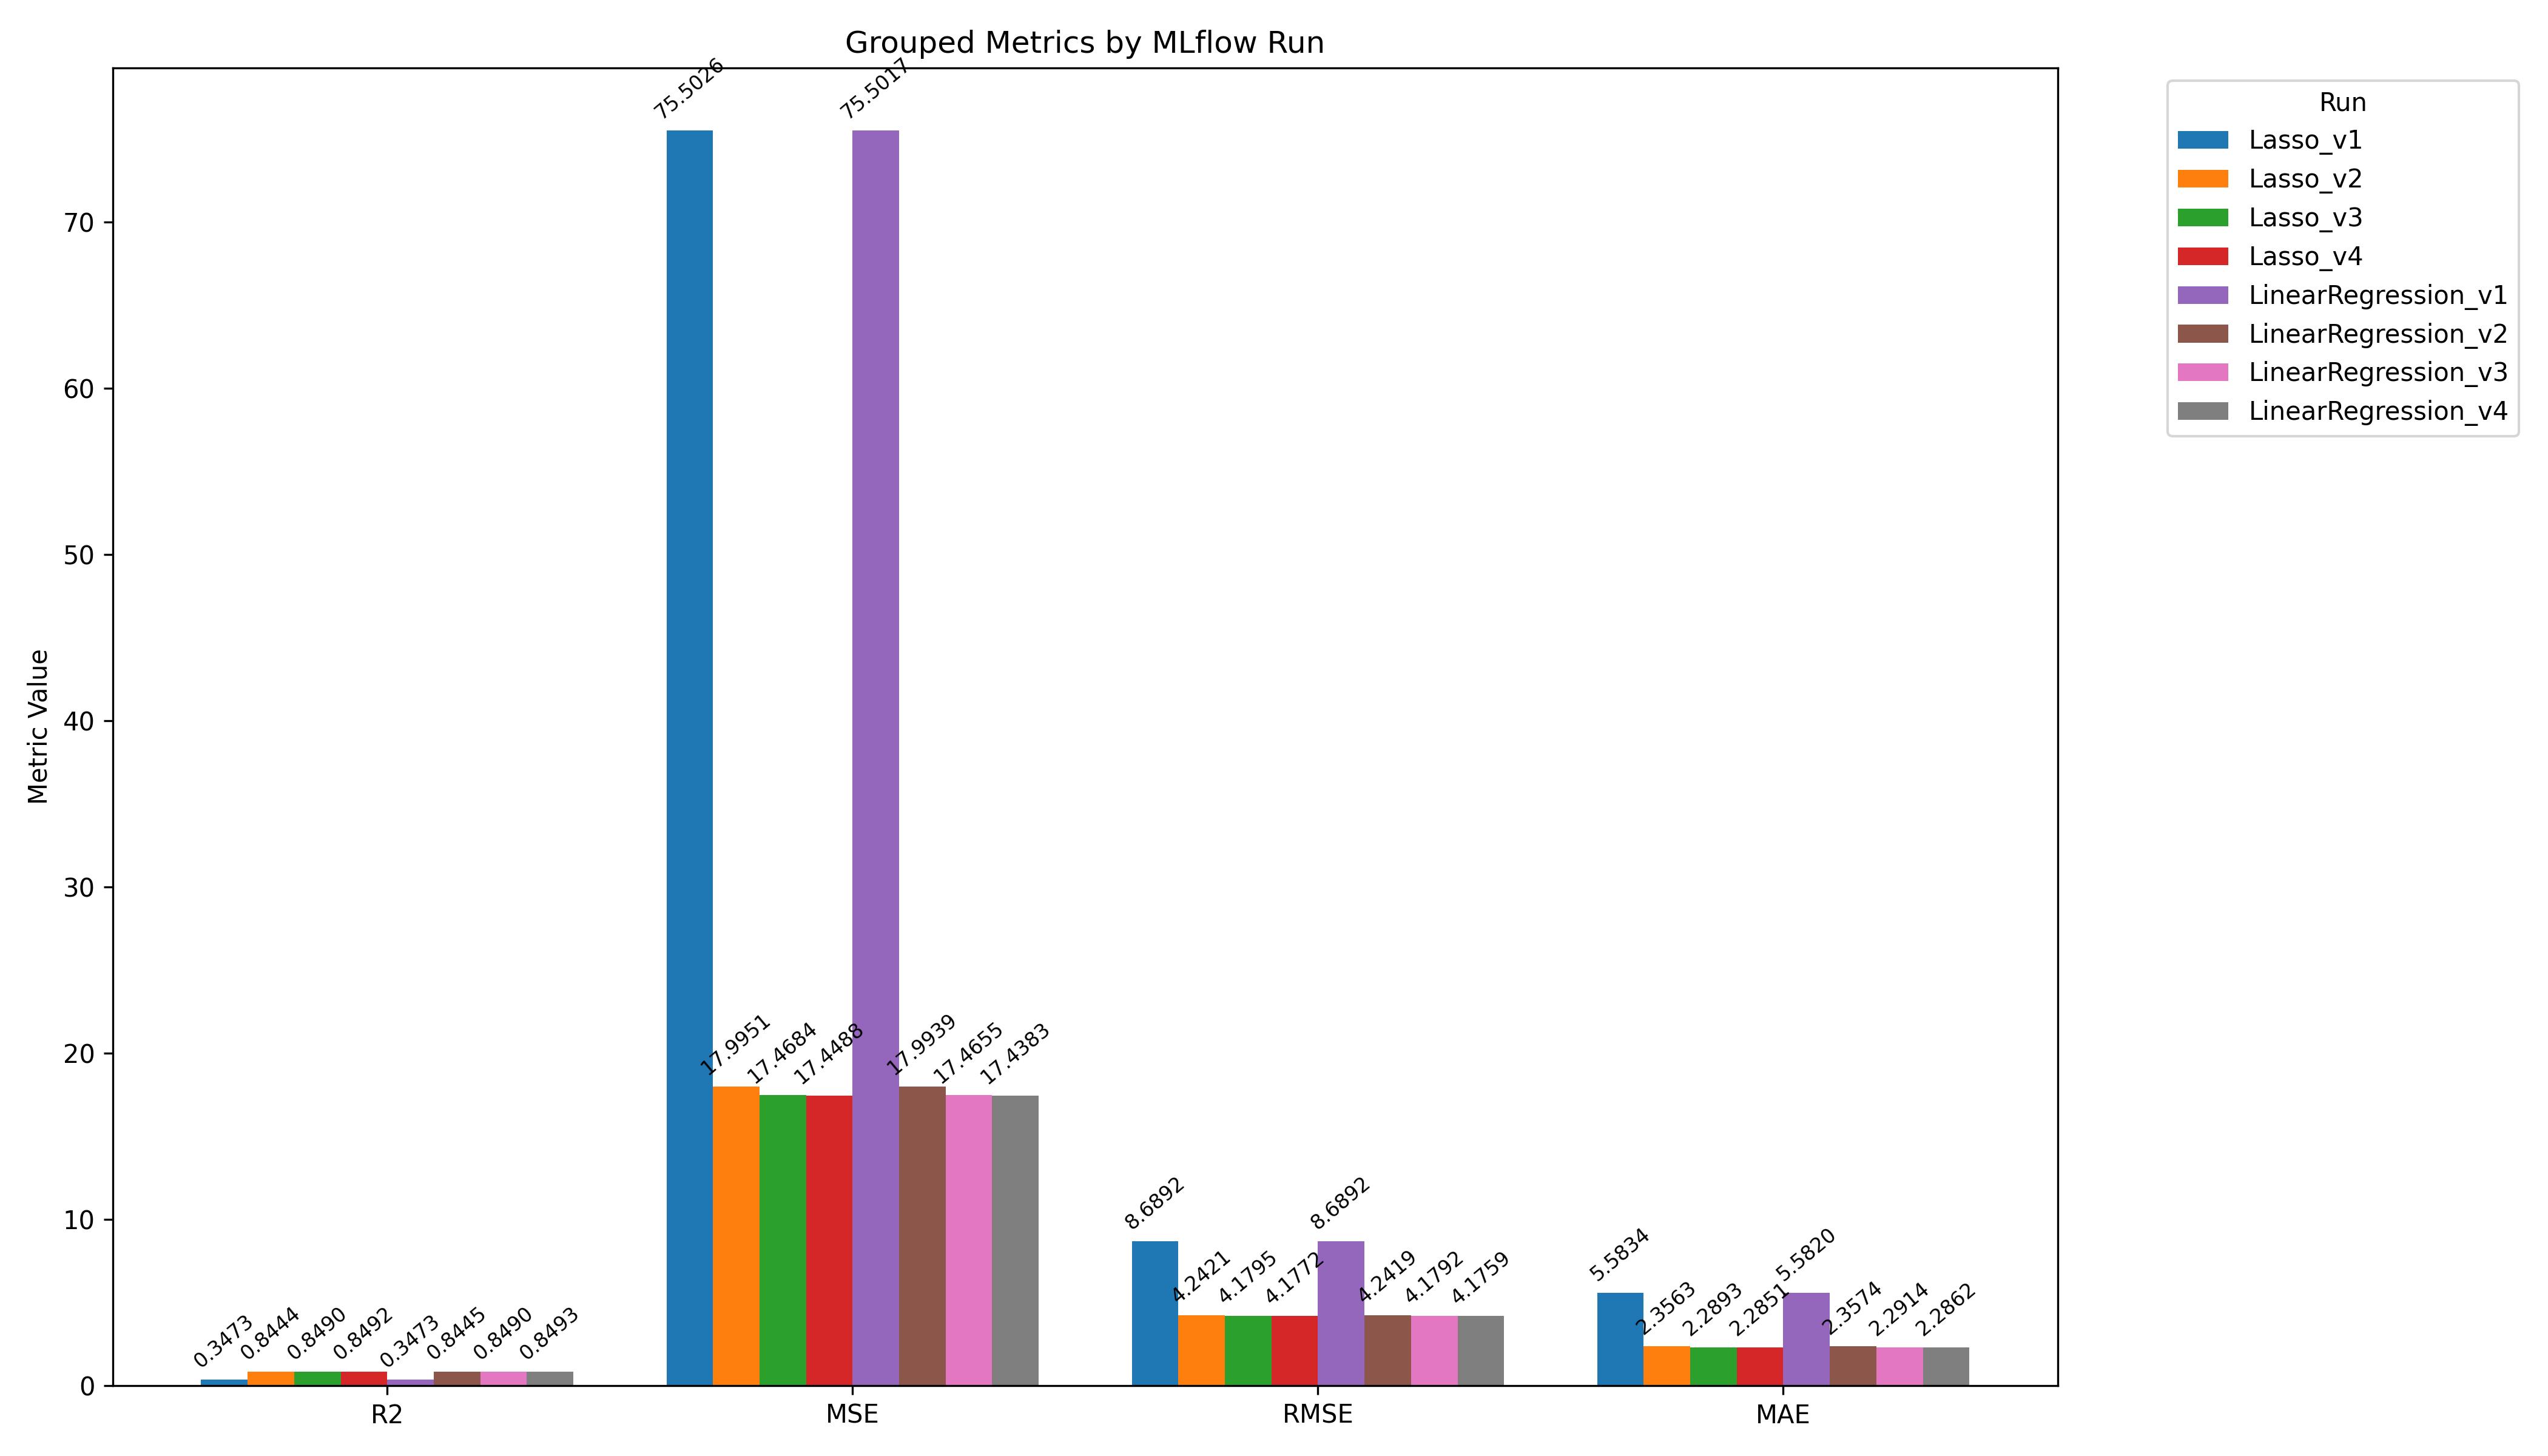 Grouped Metrics by MLflow Run
Metric Value
70
60
50
40
30
20
10
0
0.3473
0.8444
0.8490
0.8492
0.3473
0.8445
0.8490
0.8493
75.5026
17.9951
17.4684
17.4488
75.5017
17.9939
17.4655
17.4383
8.6892
4.2421
4.1795
4.1772
8.6892
4.2419
4.1792
4.1759
5.5834
2.3563
2.2893
2.2851
5.5820
2.3574
2.2914
2.2862
R2
MSE
RMSE
MAE
Run
Lasso_v1
Lasso_v2
Lasso_v3
Lasso_v4
LinearRegression_v1
LinearRegression_v2
LinearRegression_v3
LinearRegression_v4